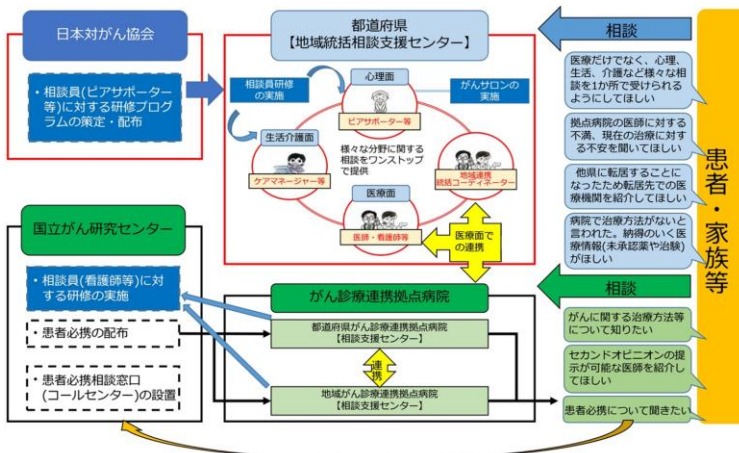 日本対がん協会
・相談員(ピアサポーター
等)に対する研修プログ
ラムの策定・配布
都道府県
【地域統括相談支援センター】
相談員研修
の実施
心理面
ピアサポーター等
がんサロンの
実施
生活介護面
ケアマネージャー等
様々な分野に関する
相談をワンストップ
で提供
地域連携
統括コーディネーター
医療面
医師・看護師等
医療面で
の連携
相談
医療だけでなく、心理、
生活、介護など様々な相
談を1か所で受けられる
ようにしてほしい
拠点病院の医師に対する
不満、現在の治療に対す
る不安を聞いてほしい
他県に転居することに
なったため転居先での医
療機関を紹介してほしい
病院で治療方法がないと
言われた。納得のいく医
療情報(未承認薬や治験)
がほしい
患者・家族等
国立がん研究センター
・相談員(看護師等)に対
する研修の実施
・患者必携の配布
・患者必携相談窓口
(コールセンター)の設置
がん診療連携拠点病院
都道府県がん診療連携拠点病院
【相談支援センター】
連
携
地域がん診療連携拠点病院
【相談支援センター】
相談
がんに関する治療方法等
について知りたい
セカンドオピニオンの提
示が可能な医師を紹介し
てほしい
患者必携について聞きたい